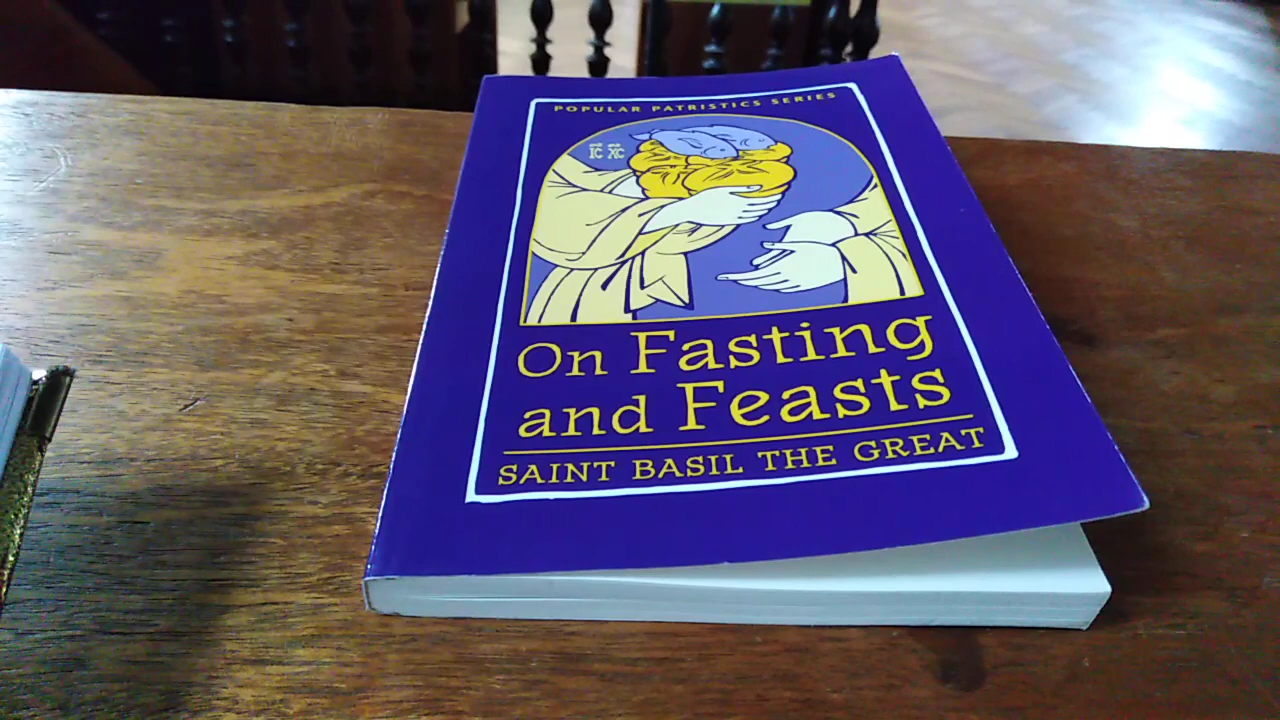 POPULAR PATRISTICS SERIES
IC XC
On Fasting
and Feasts
SAINT BASIL THE GREAT